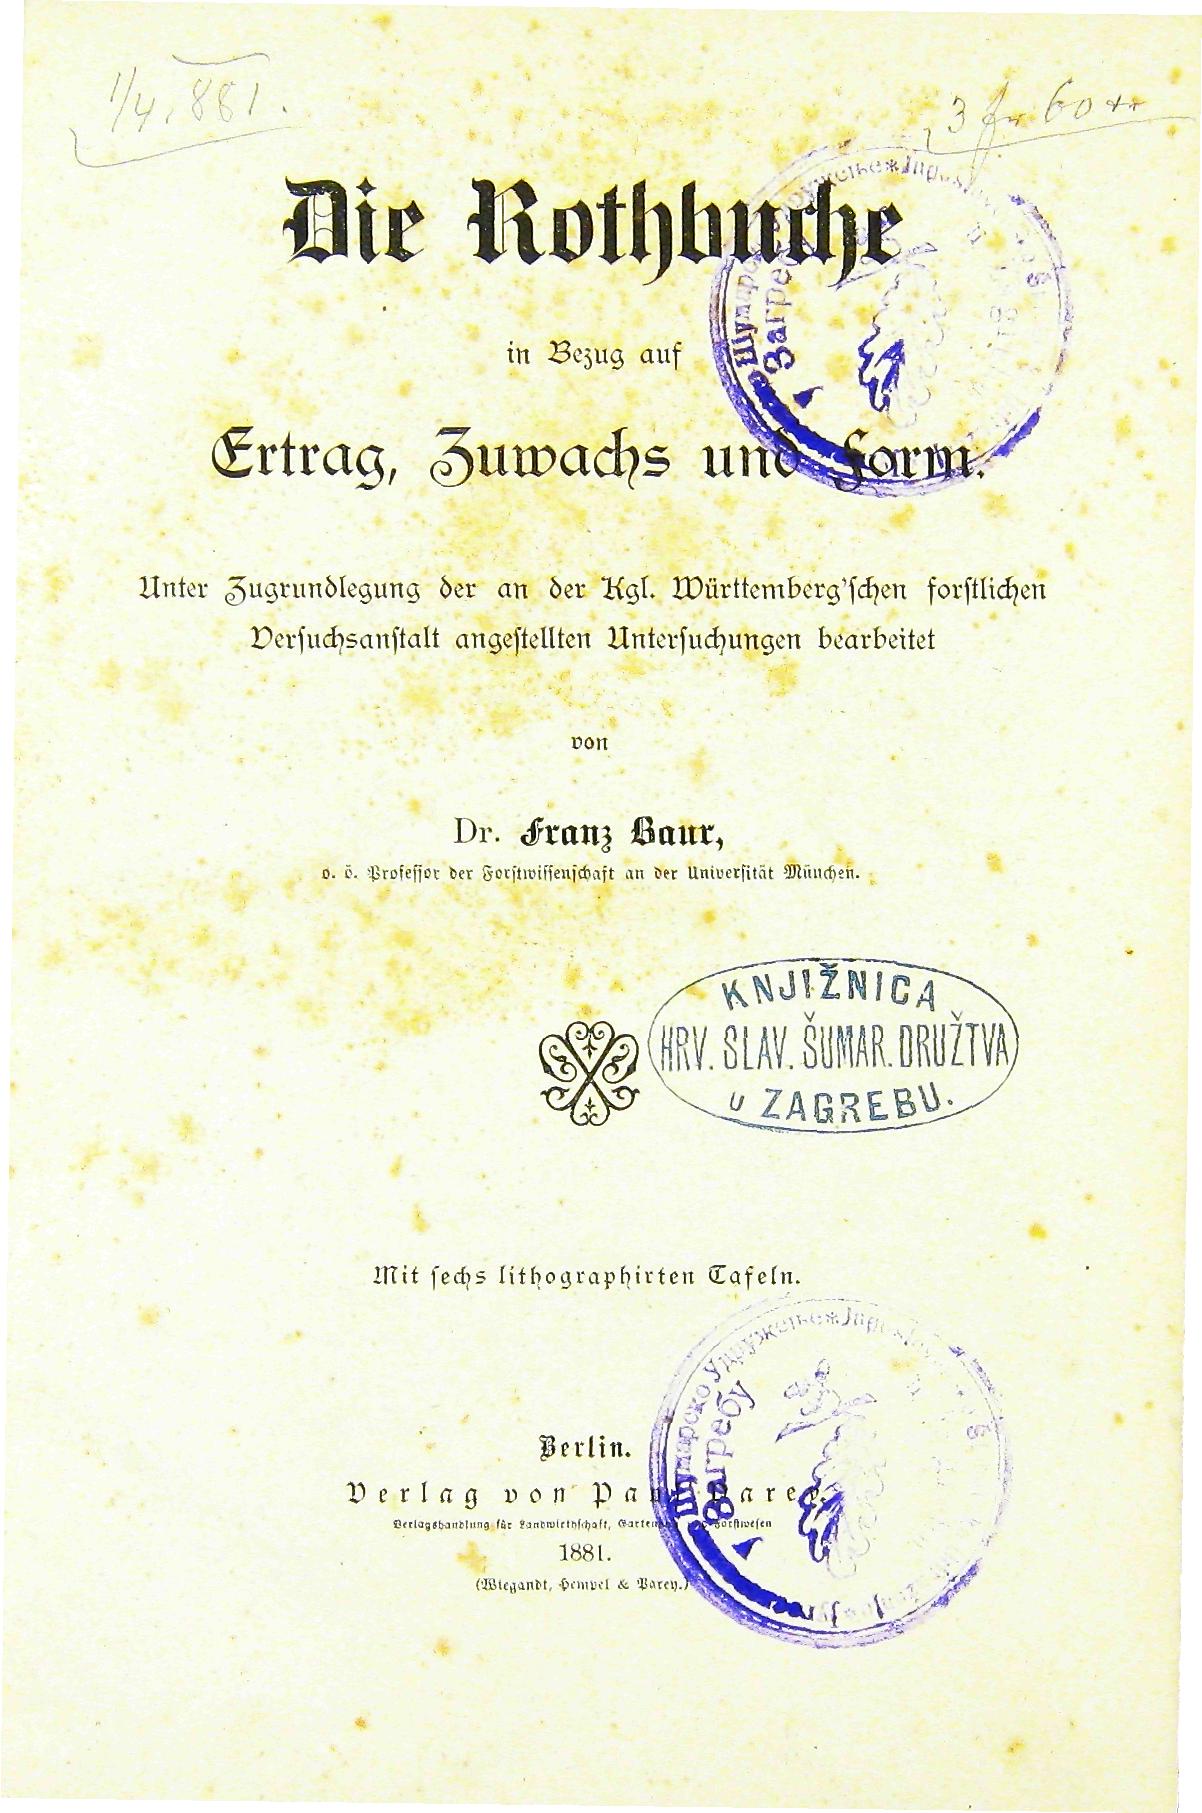 1/4. 881.
3 fr 60
Die Rothbuche
in Bezug auf
Ertrag, Zuwachs und Form.
Unter Zugrundlegung der an der Kgl. Württemberg'schen forstlichen
Versuchsanstalt angestellten Untersuchungen bearbeitet
von
Dr. Franz Baur,
o. ö. Professor der Forstwissenschaft an der Universität München.
KNJIŽNICA
HRV. SLAV. ŠUMAR. DRUŽTVA
U ZAGREBU.
Mit sechs lithographirten Tafeln.
Berlin.
Verlag von Paul Parey.
Verlagshandlung für Landwirthschaft, Gartenbau und Forstwesen
1881.
(Wiegandt, Hempel & Parey.)
Шумарско Удружење
Загребу